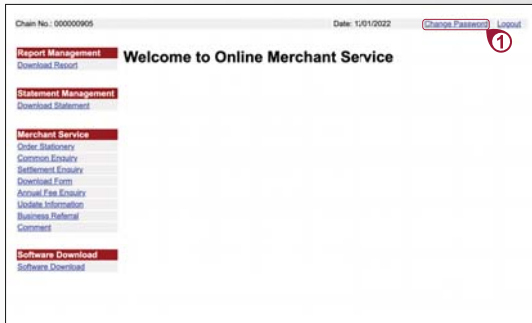 Chain No.: 000000905 Date: 12/01/2022 Change Password Logout
1
Report Management
Download Report
Welcome to Online Merchant Service
Statement Management
Download Statement
Merchant Service
Order Stationery
Common Enquiry
Settlement Enquiry
Download Form
Annual Fee Enquiry
Update Information
Business Referral
Comment
Software Download
Software Download